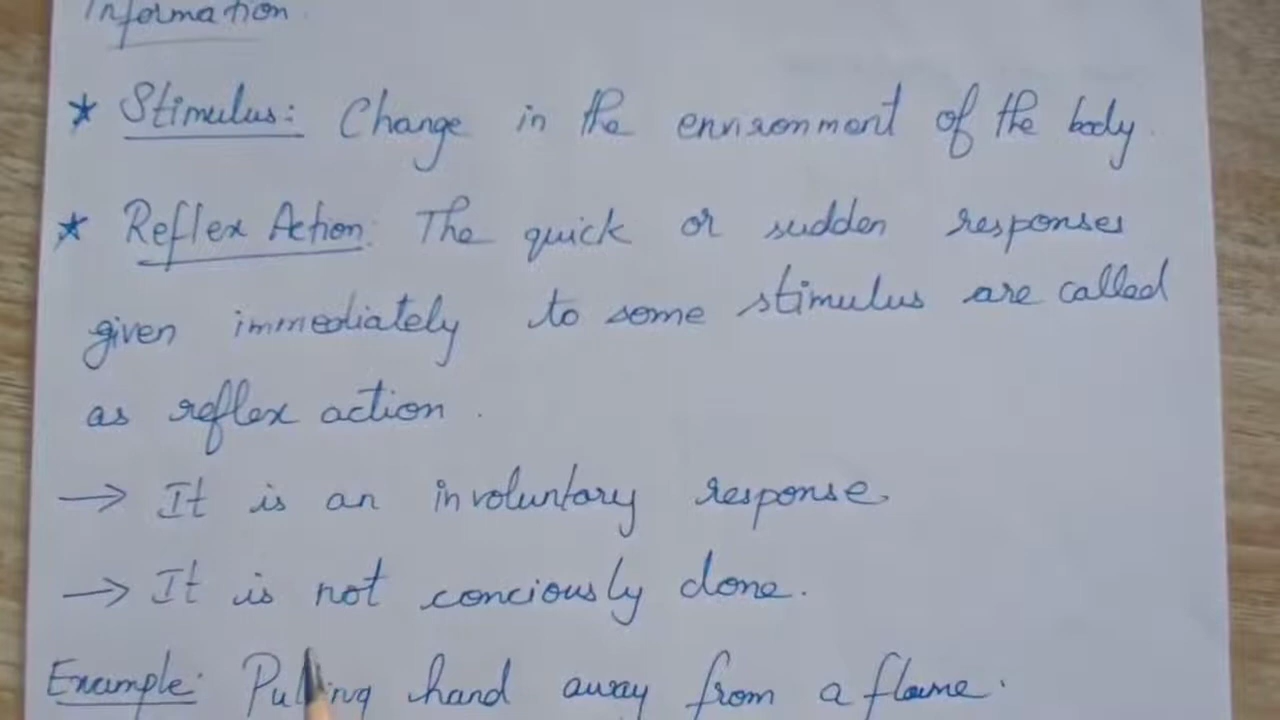 Information
* Stimulus: Change in the environment of the body.
* Reflex Action: The quick or sudden responses
given immediately to some stimulus are called
as reflex action.
→ It is an involuntary response
→ It is not conciously done.
Example: Pulling hand away from a flame.